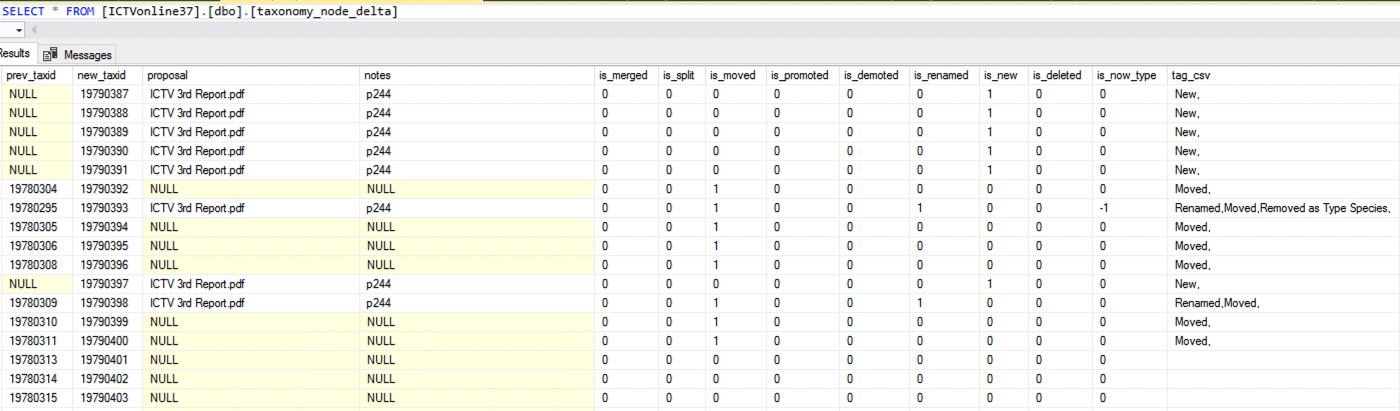 SELECT * FROM [ICTVonline37].[dbo].[taxonomy_node_delta]
Results Messages
prev_taxid new_taxid proposal notes is_merged is_split is_moved is_promoted is_demoted is_renamed is_new is_deleted is_now_type tag_csv
NULL 19790387 ICTV 3rd Report.pdf p244 0 0 0 0 0 0 1 0 0 New,
NULL 19790388 ICTV 3rd Report.pdf p244 0 0 0 0 0 0 1 0 0 New,
NULL 19790389 ICTV 3rd Report.pdf p244 0 0 0 0 0 0 1 0 0 New,
NULL 19790390 ICTV 3rd Report.pdf p244 0 0 0 0 0 0 1 0 0 New,
NULL 19790391 ICTV 3rd Report.pdf p244 0 0 0 0 0 0 1 0 0 New,
19780304 19790392 NULL NULL 0 0 1 0 0 0 0 0 0 Moved,
19780295 19790393 ICTV 3rd Report.pdf p244 0 0 1 0 0 1 0 0 -1 Renamed,Moved,Removed as Type Species,
19780305 19790394 NULL NULL 0 0 1 0 0 0 0 0 0 Moved,
19780306 19790395 NULL NULL 0 0 1 0 0 0 0 0 0 Moved,
19780308 19790396 NULL NULL 0 0 1 0 0 0 0 0 0 Moved,
NULL 19790397 ICTV 3rd Report.pdf p244 0 0 0 0 0 0 1 0 0 New,
19780309 19790398 ICTV 3rd Report.pdf p244 0 0 1 0 0 1 0 0 0 Renamed,Moved,
19780310 19790399 NULL NULL 0 0 1 0 0 0 0 0 0 Moved,
19780311 19790400 NULL NULL 0 0 1 0 0 0 0 0 0 Moved,
19780313 19790401 NULL NULL 0 0 0 0 0 0 0 0 0
19780314 19790402 NULL NULL 0 0 0 0 0 0 0 0 0
19780315 19790403 NULL NULL 0 0 0 0 0 0 0 0 0